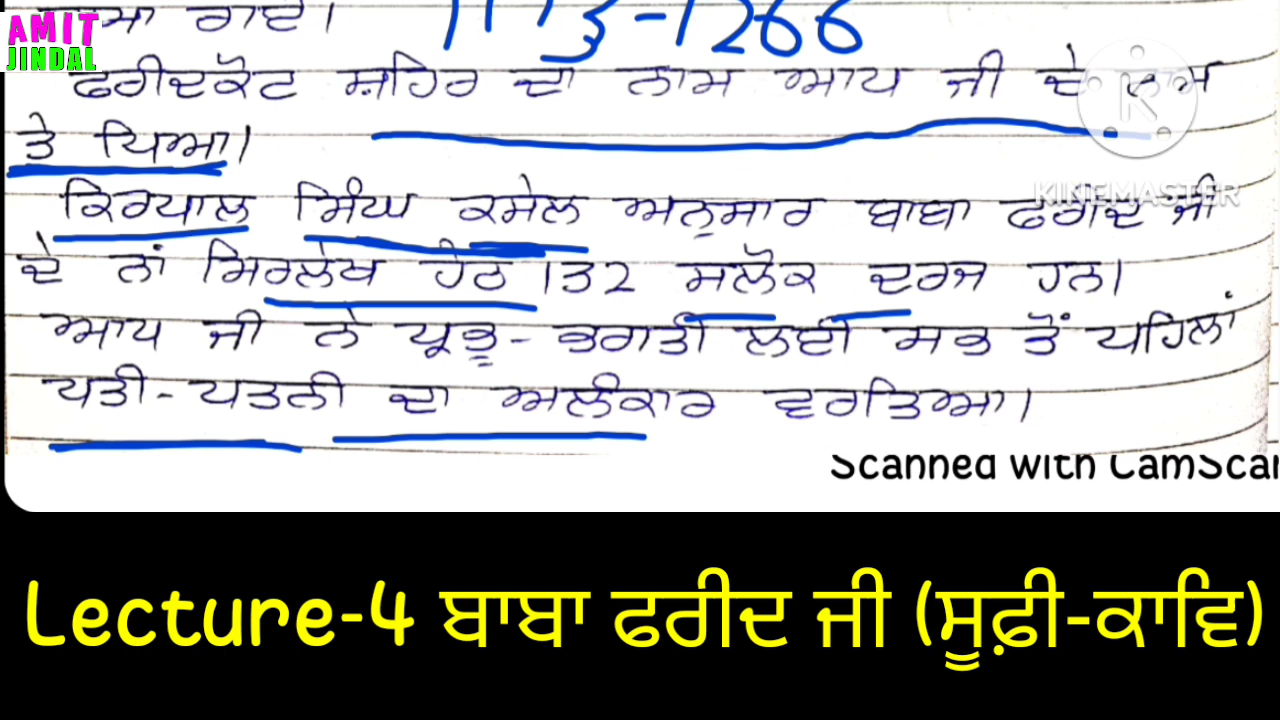 AMIT
JINDAL
ਗਏ।
1173-1266
ਫਰੀਦਕੋਟ ਸ਼ਹਿਰ ਦਾ ਨਾਮ ਆਪ ਜੀ ਦੇ ਨਾਮ
ਤੇ ਪਿਆ।
ਕਿਰਪਾਲ ਸਿੰਘ ਕਸੇਲ ਅਨੁਸਾਰ ਬਾਬਾ ਫਰੀਦ ਜੀ
ਦੇ ਨਾਂ ਸਿਰਲੇਖ ਹੇਠ 132 ਸਲੋਕ ਦਰਜ ਹਨ।
ਆਪ ਜੀ ਨੇ ਪ੍ਰਭੂ-ਭਗਤੀ ਲਈ ਸਭ ਤੋਂ ਪਹਿਲਾਂ
ਪਤੀ-ਪਤਨੀ ਦਾ ਅਲੰਕਾਰ ਵਰਤਿਆ।
KINEMASTER
Scanned with CamScan
Lecture-4 ਬਾਬਾ ਫਰੀਦ ਜੀ (ਸੂਫ਼ੀ-ਕਾਵਿ)